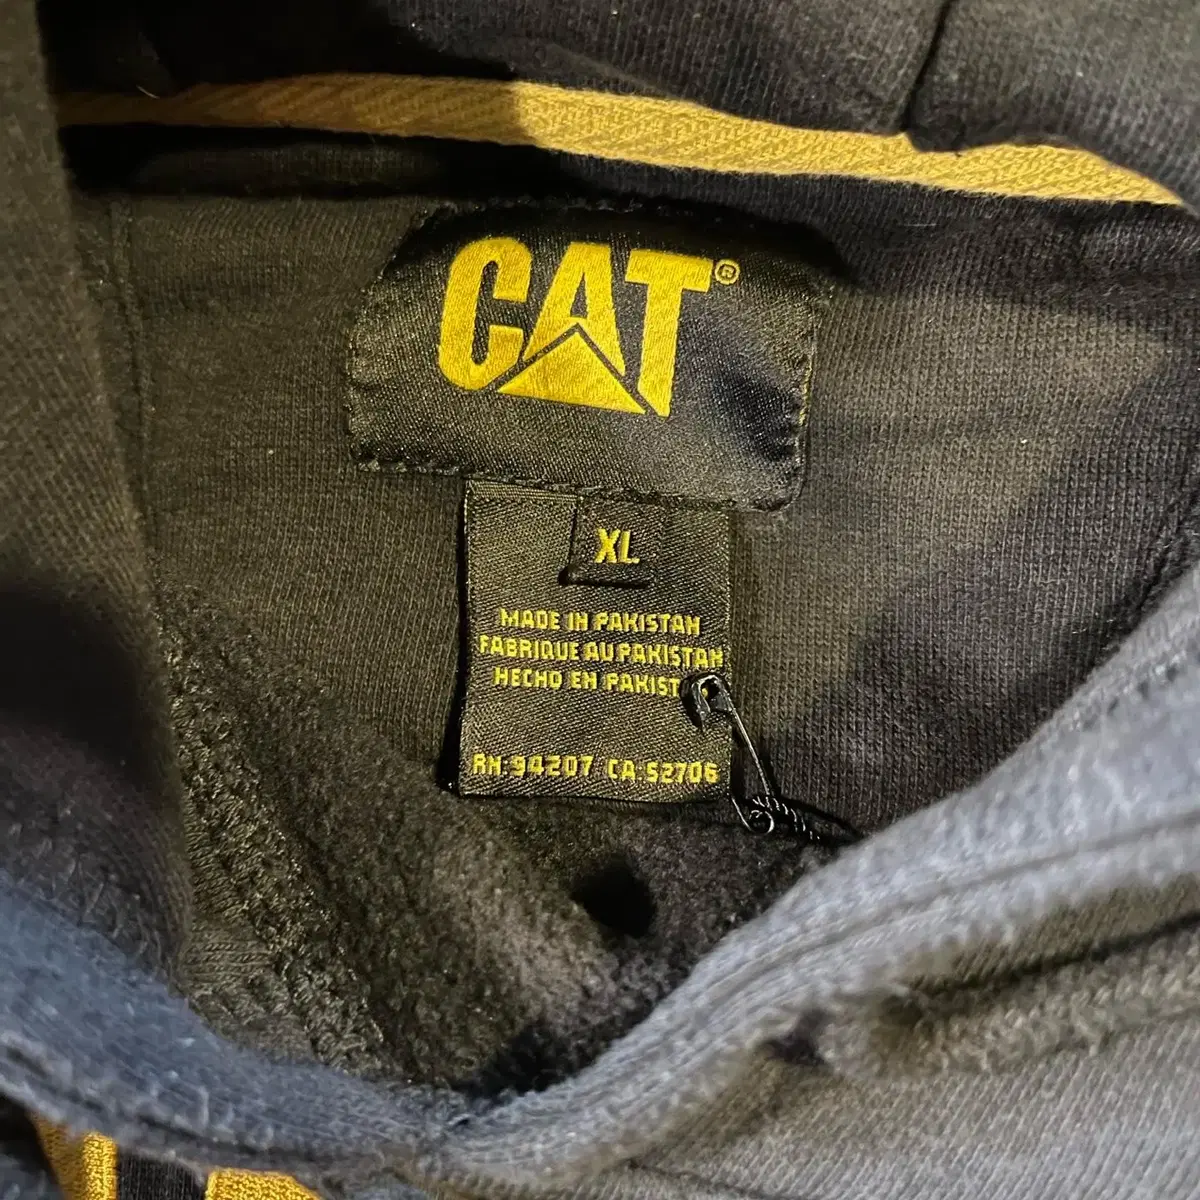 CAT®
XL
MADE IN PAKISTAN
FABRIQUE AU PAKISTAN
HECHO EN PAKIST
RN:94207 CA:52706